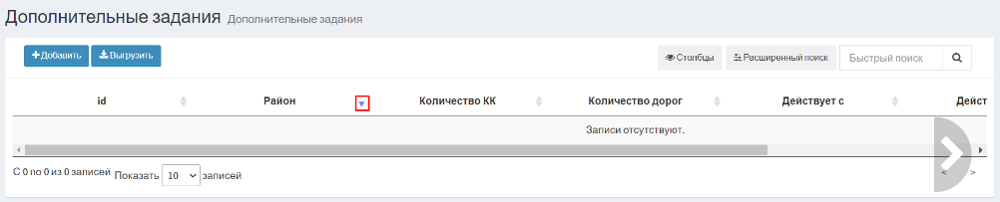 Дополнительные задания Дополнительные задания
Добавить Выгрузить Столбцы Расширенный поиск Быстрый поиск
id Район Количество КК Количество дорог Действует с Дейст
Записи отсутствуют.
С 0 по 0 из 0 записей Показать 10 записей < >